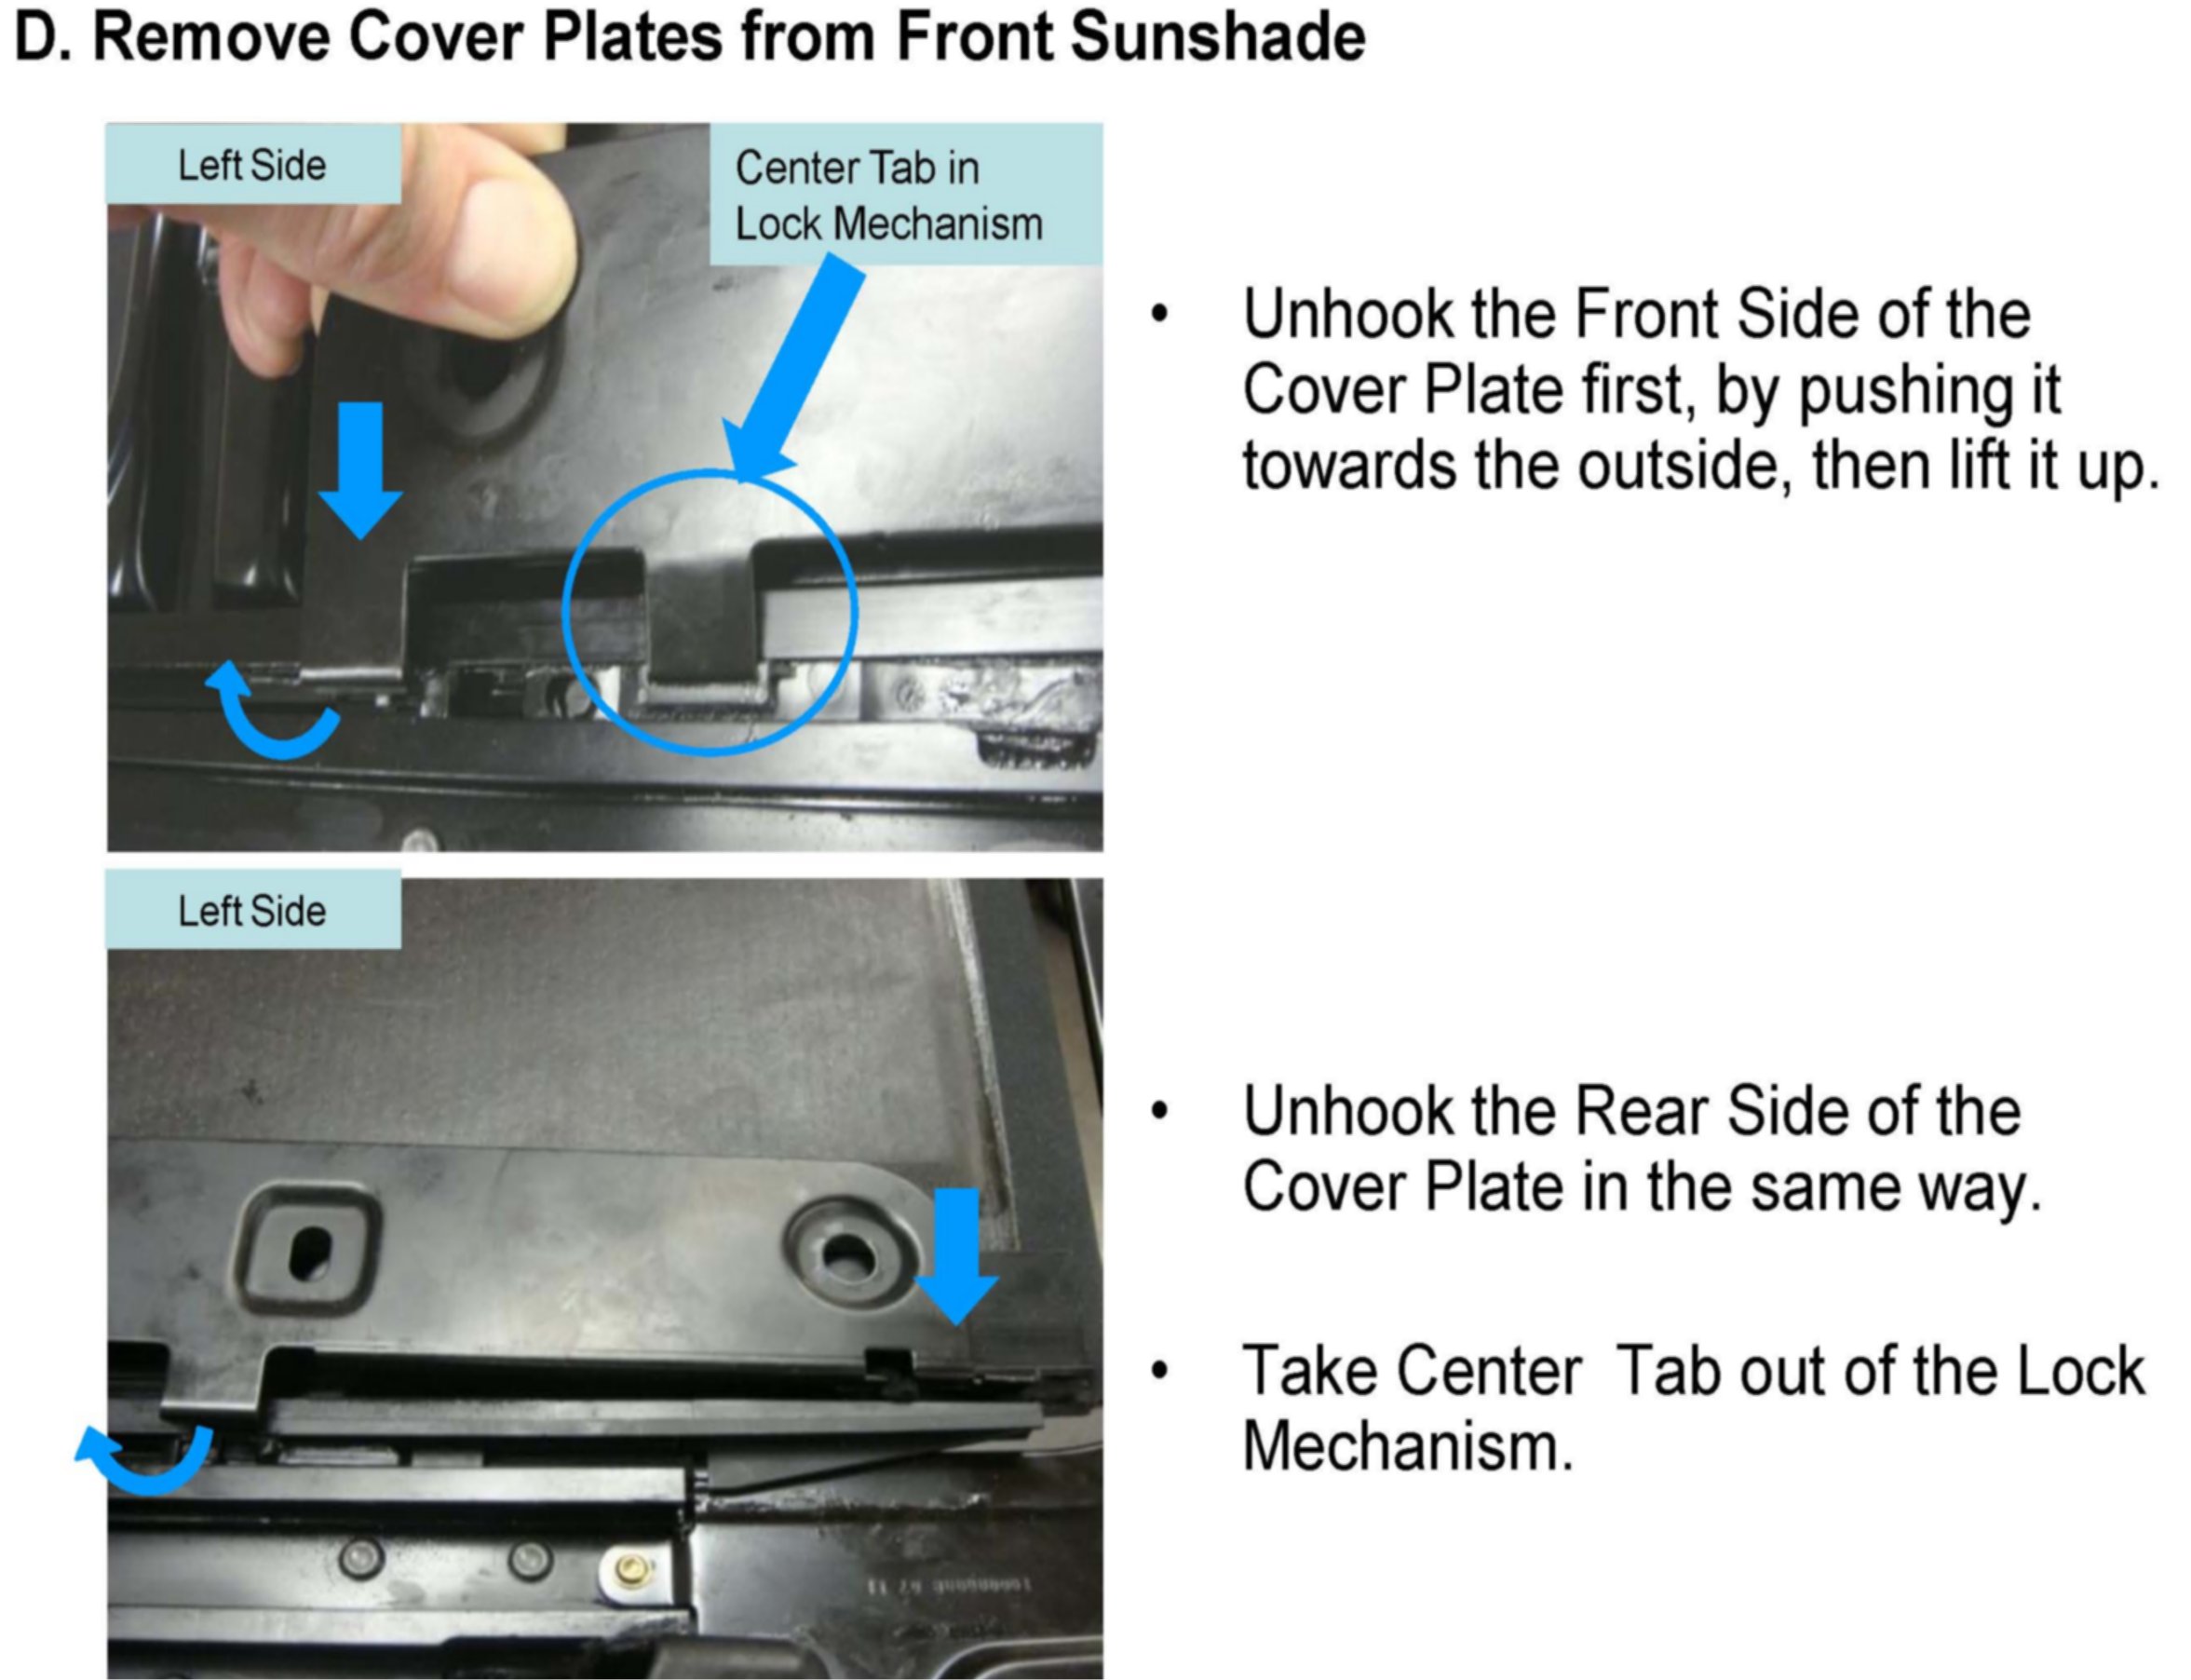 D. Remove Cover Plates from Front Sunshade
Left Side
Center Tab in
Lock Mechanism
• Unhook the Front Side of the
Cover Plate first, by pushing it
towards the outside, then lift it up.
Left Side
• Unhook the Rear Side of the
Cover Plate in the same way.
• Take Center Tab out of the Lock
Mechanism.